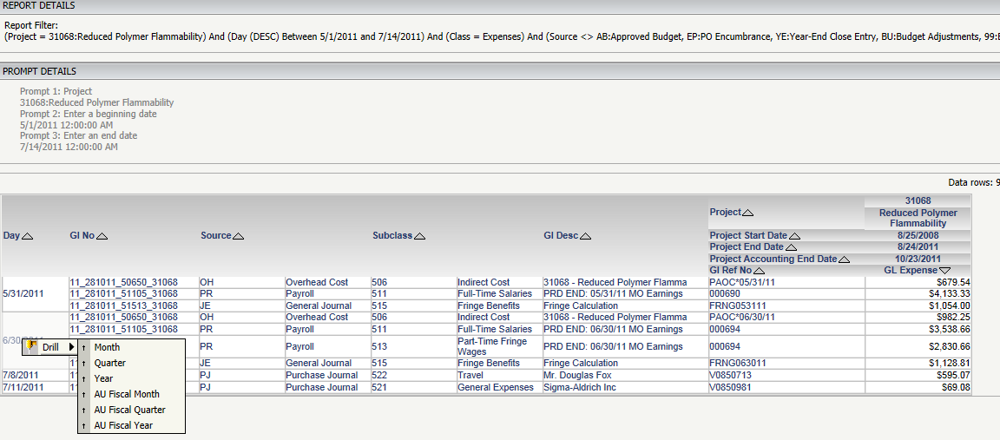 REPORT DETAILS
Report Filter:
(Project = 31068:Reduced Polymer Flammability) And (Day (DESC) Between 5/1/2011 and 7/14/2011) And (Class = Expenses) And (Source <> AB:Approved Budget, EP:PO Encumbrance, YE:Year-End Close Entry, BU:Budget Adjustments, 99:
PROMPT DETAILS
Prompt 1: Project
31068:Reduced Polymer Flammability
Prompt 2: Enter a beginning date
5/1/2011 12:00:00 AM
Prompt 3: Enter an end date
7/14/2011 12:00:00 AM
Data rows: 9
Project 31068
Reduced Polymer
Flammability
Day Gl No Source Subclass Gl Desc Project Start Date 8/25/2008
Project End Date 8/24/2011
Project Accounting End Date 10/23/2011
Gl Ref No GL Expense
5/31/2011 11_281011_50650_31068 OH Overhead Cost 506 Indirect Cost 31068 - Reduced Polymer Flamma PAOC*05/31/11 $679.54
11_281011_51105_31068 PR Payroll 511 Full-Time Salaries PRD END: 05/31/11 MO Earnings 000690 $4,133.33
11_281011_51513_31068 JE General Journal 515 Fringe Benefits Fringe Calculation FRNG053111 $1,054.00
6/30/2011 11_281011_50650_31068 OH Overhead Cost 506 Indirect Cost 31068 - Reduced Polymer Flamma PAOC*06/30/11 $982.25
11_281011_51105_31068 PR Payroll 511 Full-Time Salaries PRD END: 06/30/11 MO Earnings 000694 $3,538.66
PR Payroll 513 Part-Time Fringe Wages PRD END: 06/30/11 MO Earnings 000694 $2,830.66
JE General Journal 515 Fringe Benefits Fringe Calculation FRNG063011 $1,128.81
7/8/2011 PJ Purchase Journal 522 Travel Mr. Douglas Fox V0850713 $595.07
7/11/2011 PJ Purchase Journal 521 General Expenses Sigma-Aldrich Inc V0850981 $69.08
Drill
Month
Quarter
Year
AU Fiscal Month
AU Fiscal Quarter
AU Fiscal Year